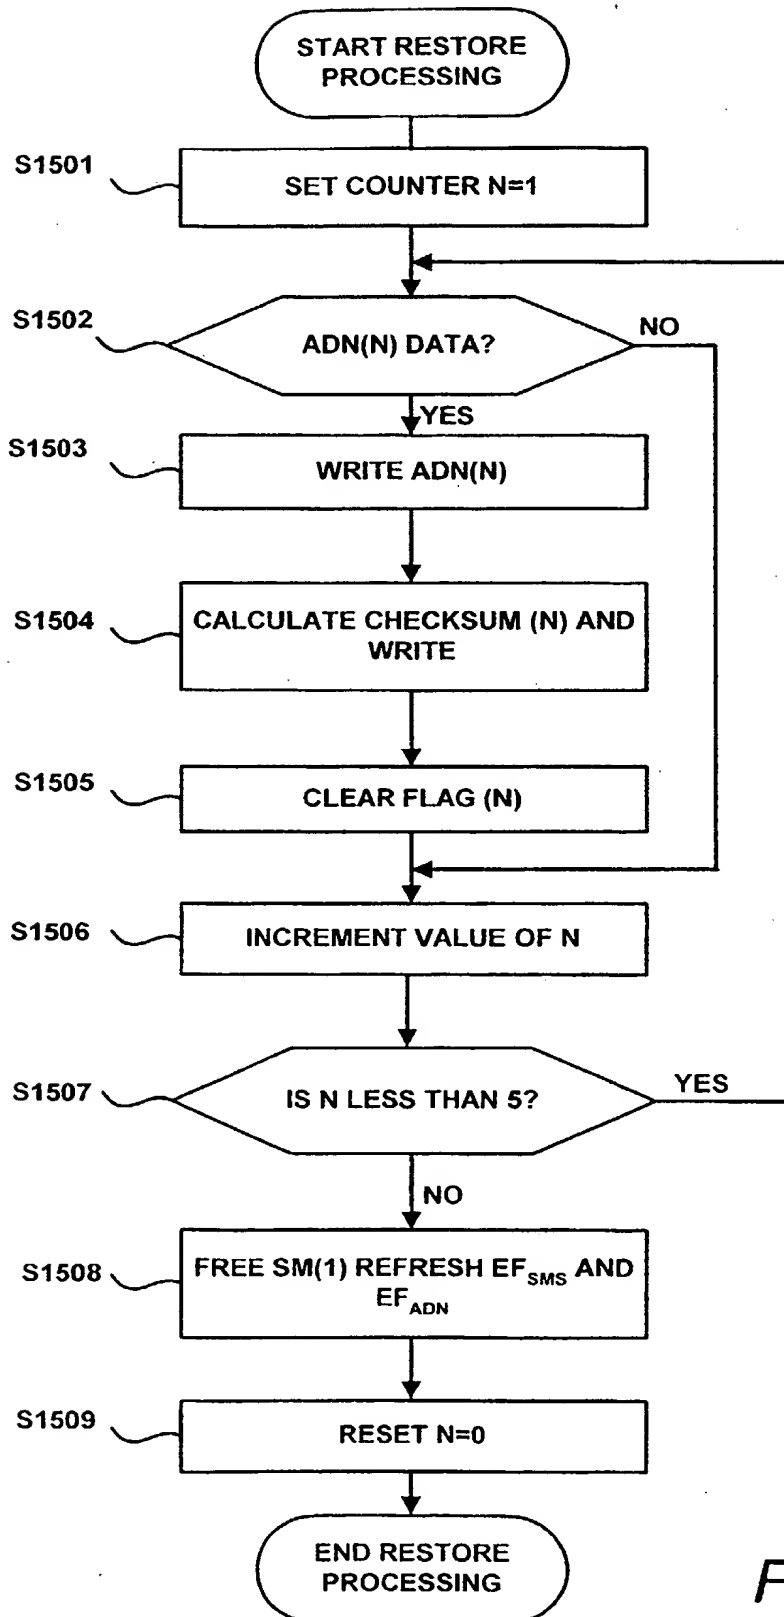 START RESTORE
PROCESSING
S1501
SET COUNTER N=1
S1502
ADN(N) DATA?
NO
YES
S1503
WRITE ADN(N)
S1504
CALCULATE CHECKSUM (N) AND
WRITE
S1505
CLEAR FLAG (N)
S1506
INCREMENT VALUE OF N
S1507
IS N LESS THAN 5?
YES
NO
S1508
FREE SM(1) REFRESH EF_SMS AND
EF_ADN
S1509
RESET N=0
END RESTORE
PROCESSING
F